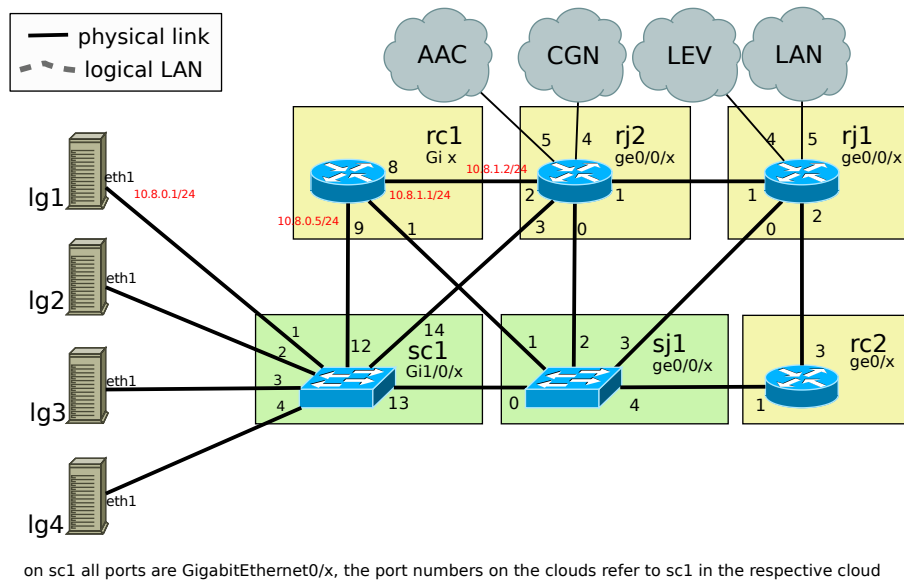 physical link
logical LAN
AAC
CGN
LEV
LAN
rc1
Gi x
rj2
ge0/0/x
rj1
ge0/0/x
5
4
4
5
8
10.8.1.2/24
eth1
lg1
10.8.0.1/24
10.8.1.1/24
2
1
1
2
10.8.0.5/24
9
1
3
0
0
eth1
lg2
1
2
12
14
sc1
Gi1/0/x
1
2
3
sj1
ge0/0/x
3
rc2
ge0/x
eth1
lg3
3
4
13
0
4
1
eth1
lg4
on sc1 all ports are GigabitEthernet0/x, the port numbers on the clouds refer to sc1 in the respective cloud